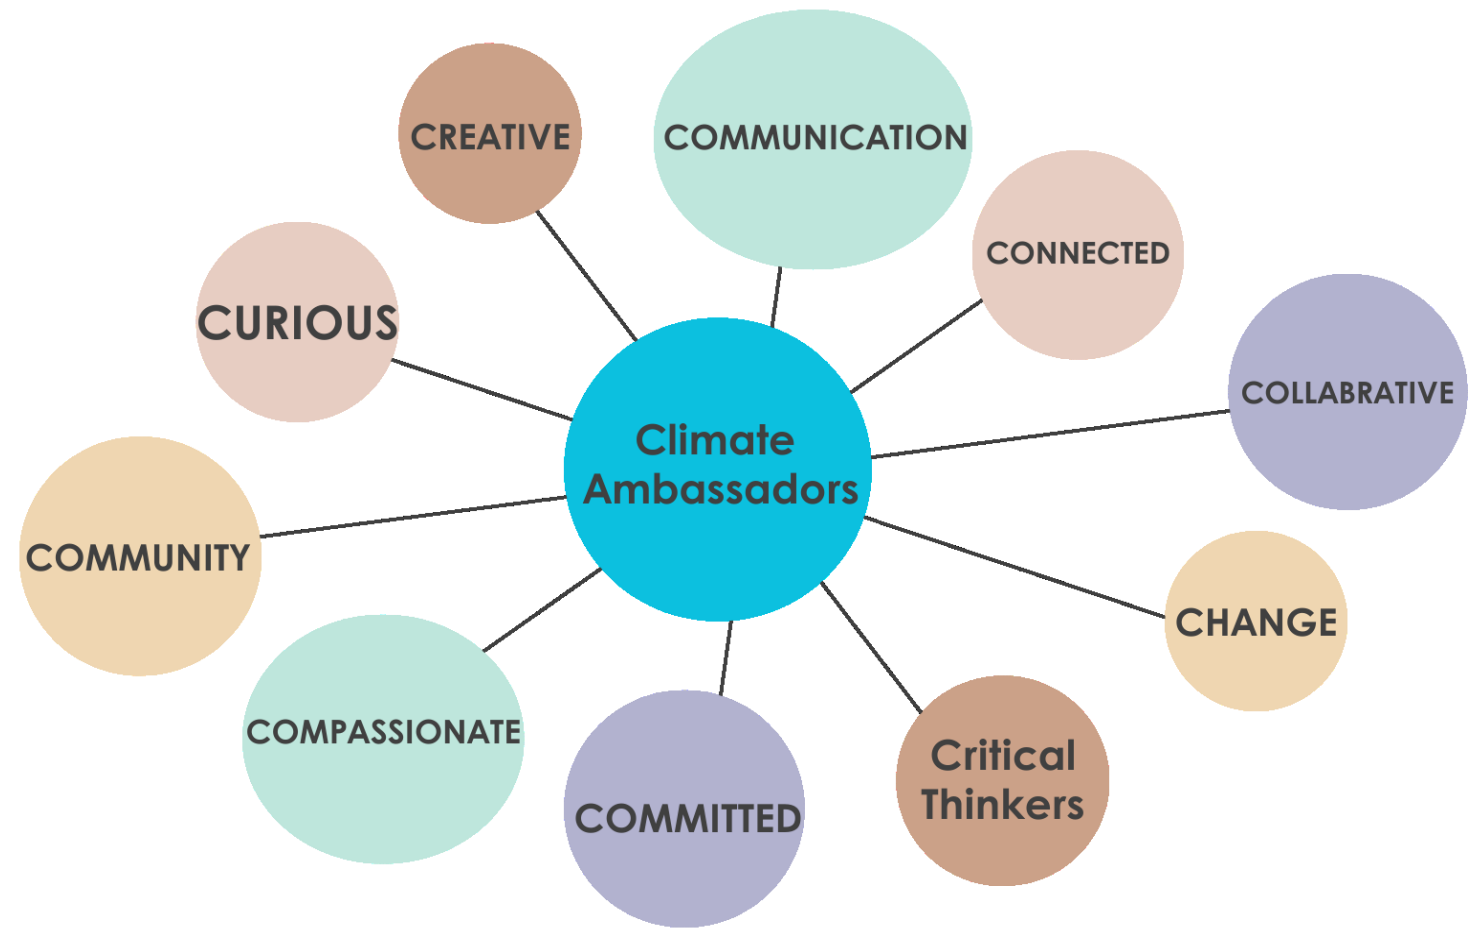 CREATIVE
COMMUNICATION
CONNECTED
CURIOUS
COLLABRATIVE
Climate
Ambassadors
COMMUNITY
CHANGE
COMPASSIONATE
Critical
Thinkers
COMMITTED